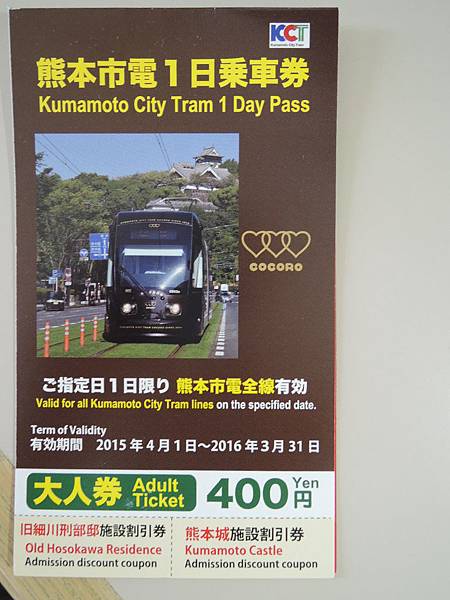 KCT
Kumamoto City Tram
熊本市電1日乗車券
Kumamoto City Tram 1 Day Pass
COCORO
ご指定日1日限り 熊本市電全線有効
Valid for all Kumamoto City Tram lines on the specified date.
Term of Validity
有効期間 2015年4月1日~2016年3月31日
大人券 Adult Ticket 400 Yen 円
旧細川刑部邸施設割引券
Old Hosokawa Residence
Admission discount coupon
熊本城施設割引券
Kumamoto Castle
Admission discount coupon